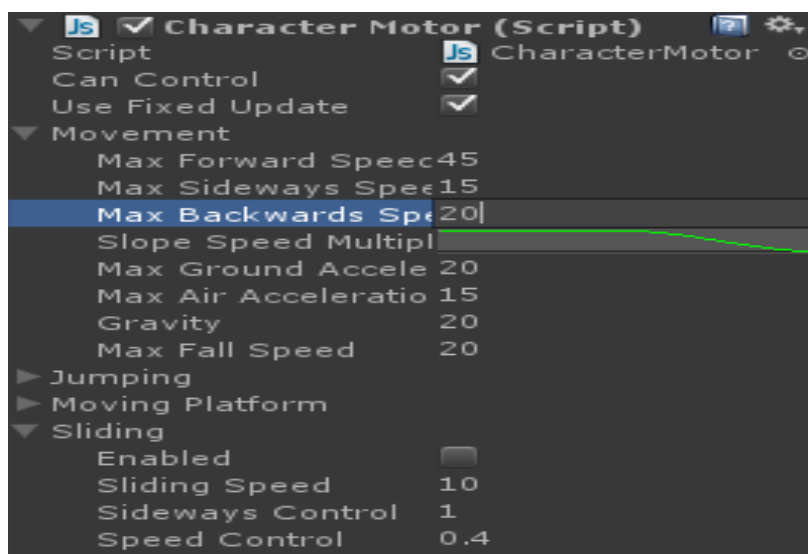 Js Character Motor (Script)
Script Js CharacterMotor
Can Control
Use Fixed Update
Movement
Max Forward Speec 45
Max Sideways Spee 15
Max Backwards Spe 20
Slope Speed Multipl
Max Ground Accele 20
Max Air Acceleratio 15
Gravity 20
Max Fall Speed 20
Jumping
Moving Platform
Sliding
Enabled
Sliding Speed 10
Sideways Control 1
Speed Control 0.4